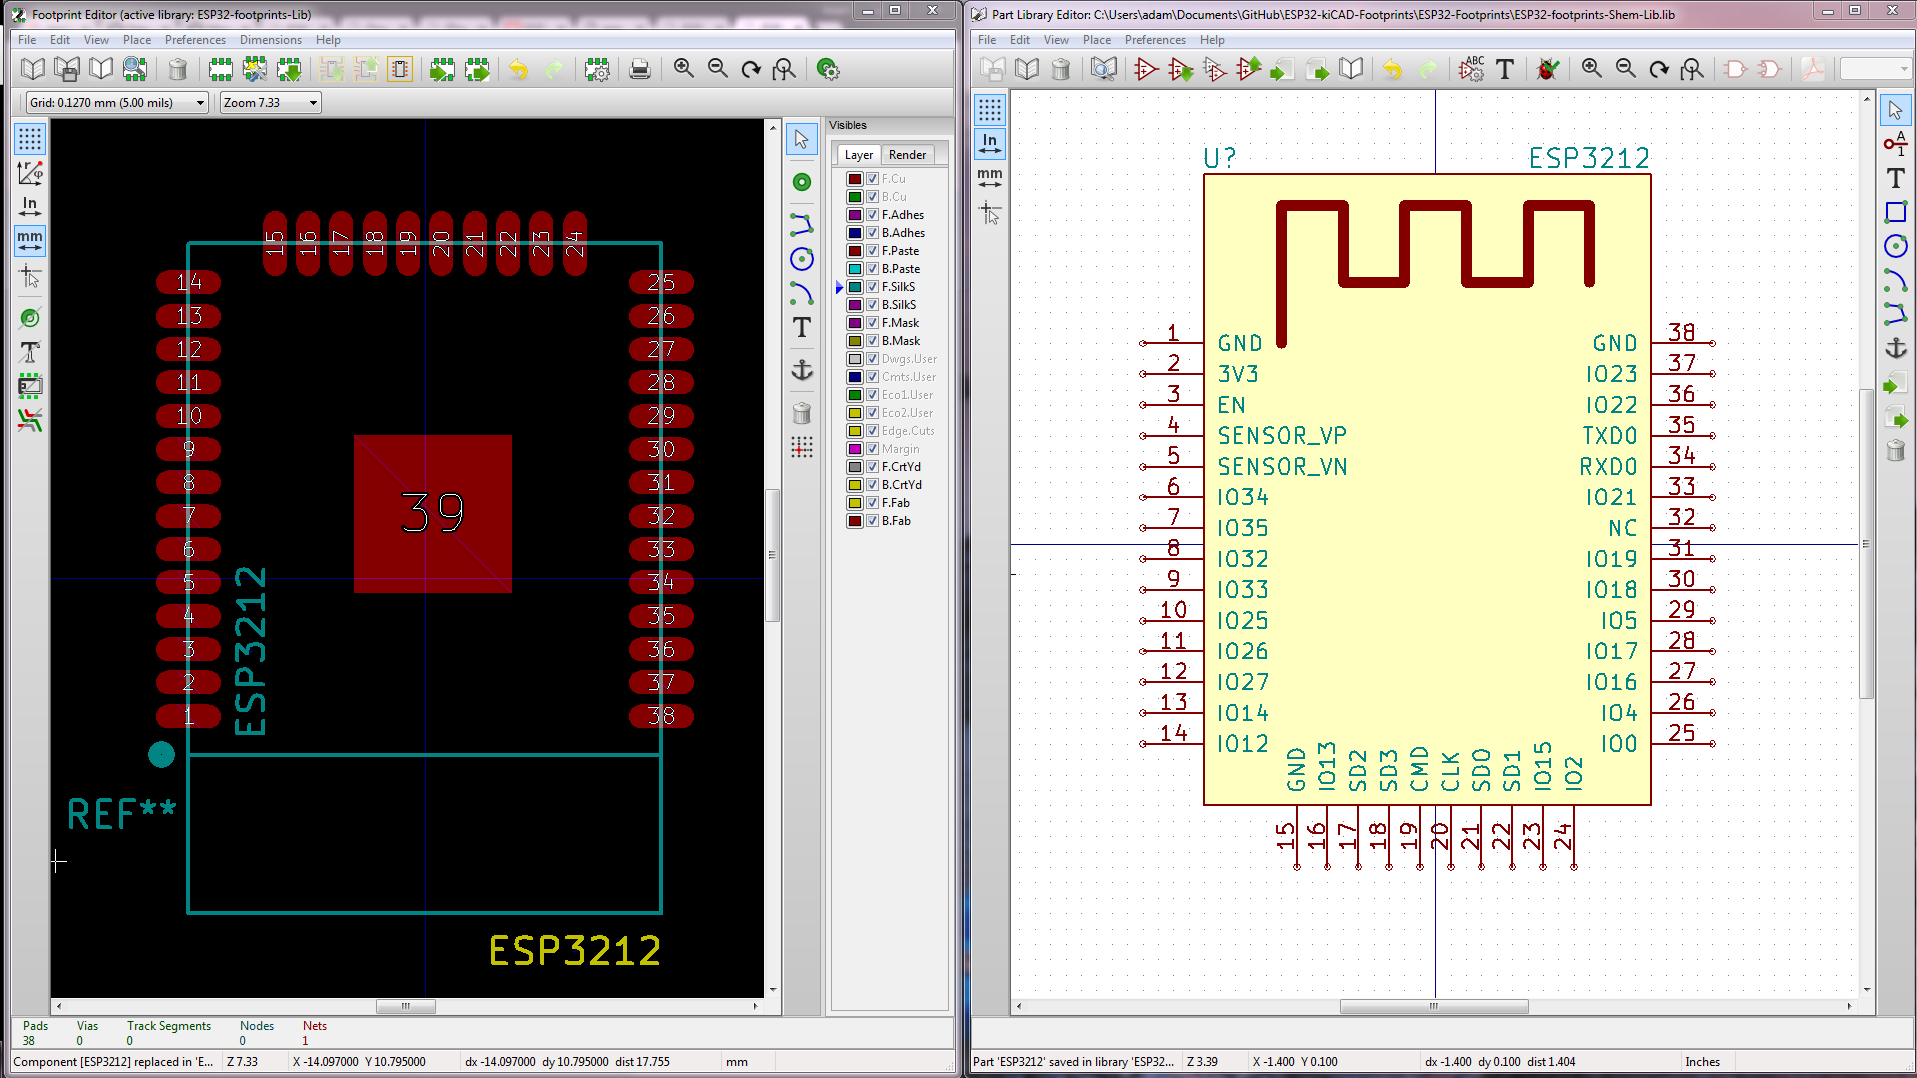 Footprint Editor (active library: ESP32-footprints-Lib)
File Edit View Place Preferences Dimensions Help
Grid: 0.1270 mm (5.00 mils)
Zoom 7.33
In
mm
15 16 17 18 19 20 21 22 23 24
14 25
13 26
12 27
11 28
10 29
9 30
8 31
7 32
6 33
5 34
4 35
3 36
2 37
1 38
39
ESP3212
REF**
ESP3212
T
Visibles
Layer Render
F.Cu
B.Cu
F.Adhes
B.Adhes
F.Paste
B.Paste
F.SilkS
B.SilkS
F.Mask
B.Mask
Dwgs.User
Cmts.User
Eco1.User
Eco2.User
Edge.Cuts
Margin
F.CrtYd
B.CrtYd
F.Fab
B.Fab
Pads Vias Track Segments Nodes Nets
38 0 0 0 1
Component [ESP3212] replaced in 'E... Z 7.33 X -14.097000 Y 10.795000 dx -14.097000 dy 10.795000 dist 17.755 mm
Part Library Editor: C:\Users\adam\Documents\GitHub\ESP32-kiCAD-Footprints\ESP32-Footprints\ESP32-footprints-Shem-Lib.lib
File Edit View Place Preferences Help
ABC
T
In
mm
A
1
T
U? ESP3212
1 GND GND 38
2 3V3 IO23 37
3 EN IO22 36
4 SENSOR_VP TXD0 35
5 SENSOR_VN RXD0 34
6 IO34 IO21 33
7 IO35 NC 32
8 IO32 IO19 31
9 IO33 IO18 30
10 IO25 IO5 29
11 IO26 IO17 28
12 IO27 IO16 27
13 IO14 IO4 26
14 IO12 IO0 25
GND IO13 SD2 SD3 CMD CLK SD0 SD1 IO15 IO2
15 16 17 18 19 20 21 22 23 24
Part 'ESP3212' saved in library 'ESP32... Z 3.39 X -1.400 Y 0.100 dx -1.400 dy 0.100 dist 1.404 Inches